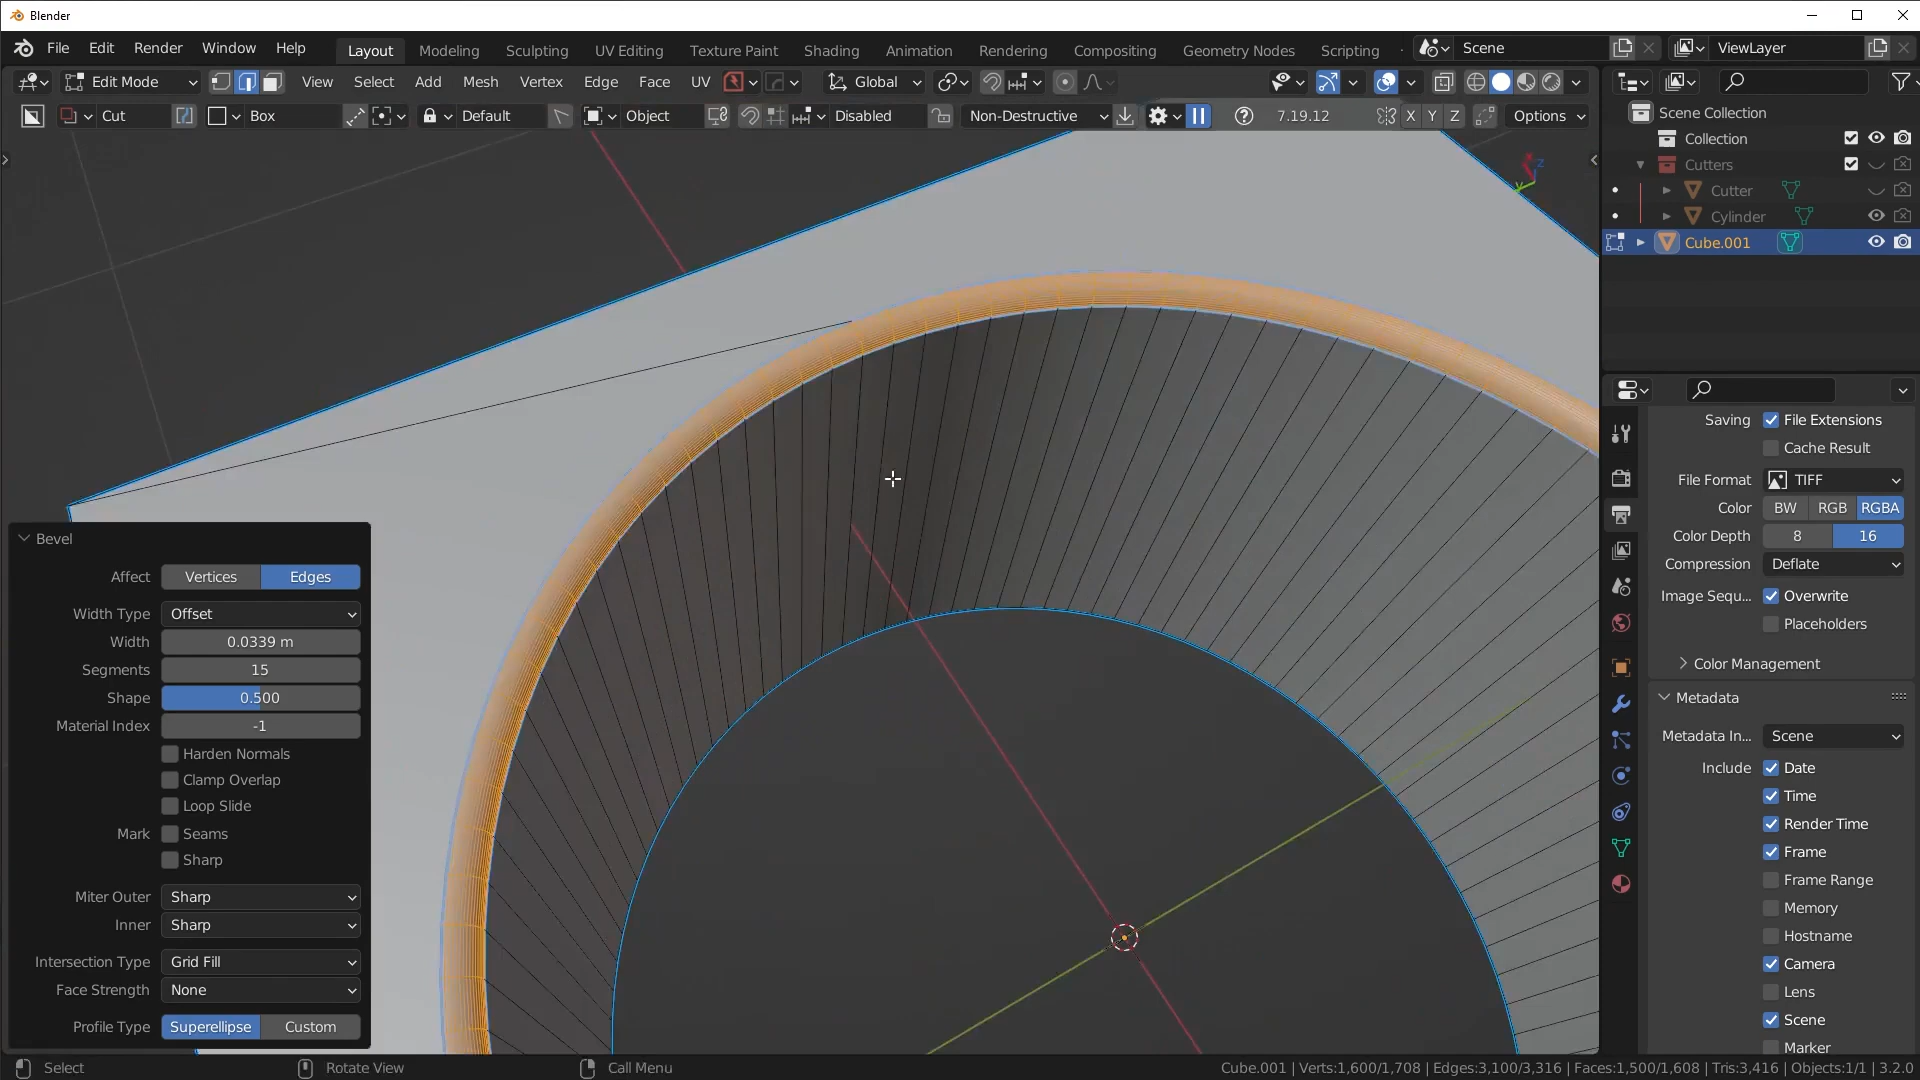 Blender
File Edit Render Window Help Layout Modeling Sculpting UV Editing Texture Paint Shading Animation Rendering Compositing Geometry Nodes Scripting Scene ViewLayer
Edit Mode View Select Add Mesh Vertex Edge Face UV Global
Cut Box Default Object Disabled Non-Destructive 7.19.12 X Y Z Options
Scene Collection
Collection
Cutters
Cutter
Cylinder
Cube.001
Saving File Extensions
Cache Result
File Format TIFF
Color BW RGB RGBA
Color Depth 8 16
Compression Deflate
Image Sequ... Overwrite
Placeholders
Color Management
Metadata
Metadata In... Scene
Include Date
Time
Render Time
Frame
Frame Range
Memory
Hostname
Camera
Lens
Scene
Marker
Bevel
Affect Vertices Edges
Width Type Offset
Width 0.0339 m
Segments 15
Shape 0.500
Material Index -1
Harden Normals
Clamp Overlap
Loop Slide
Mark Seams
Sharp
Miter Outer Sharp
Inner Sharp
Intersection Type Grid Fill
Face Strength None
Profile Type Superellipse Custom
Select Rotate View Call Menu Cube.001 | Verts:1,600/1,708 | Edges:3,100/3,316 | Faces:1,500/1,608 | Tris:3,416 | Objects:1/1 | 3.2.0